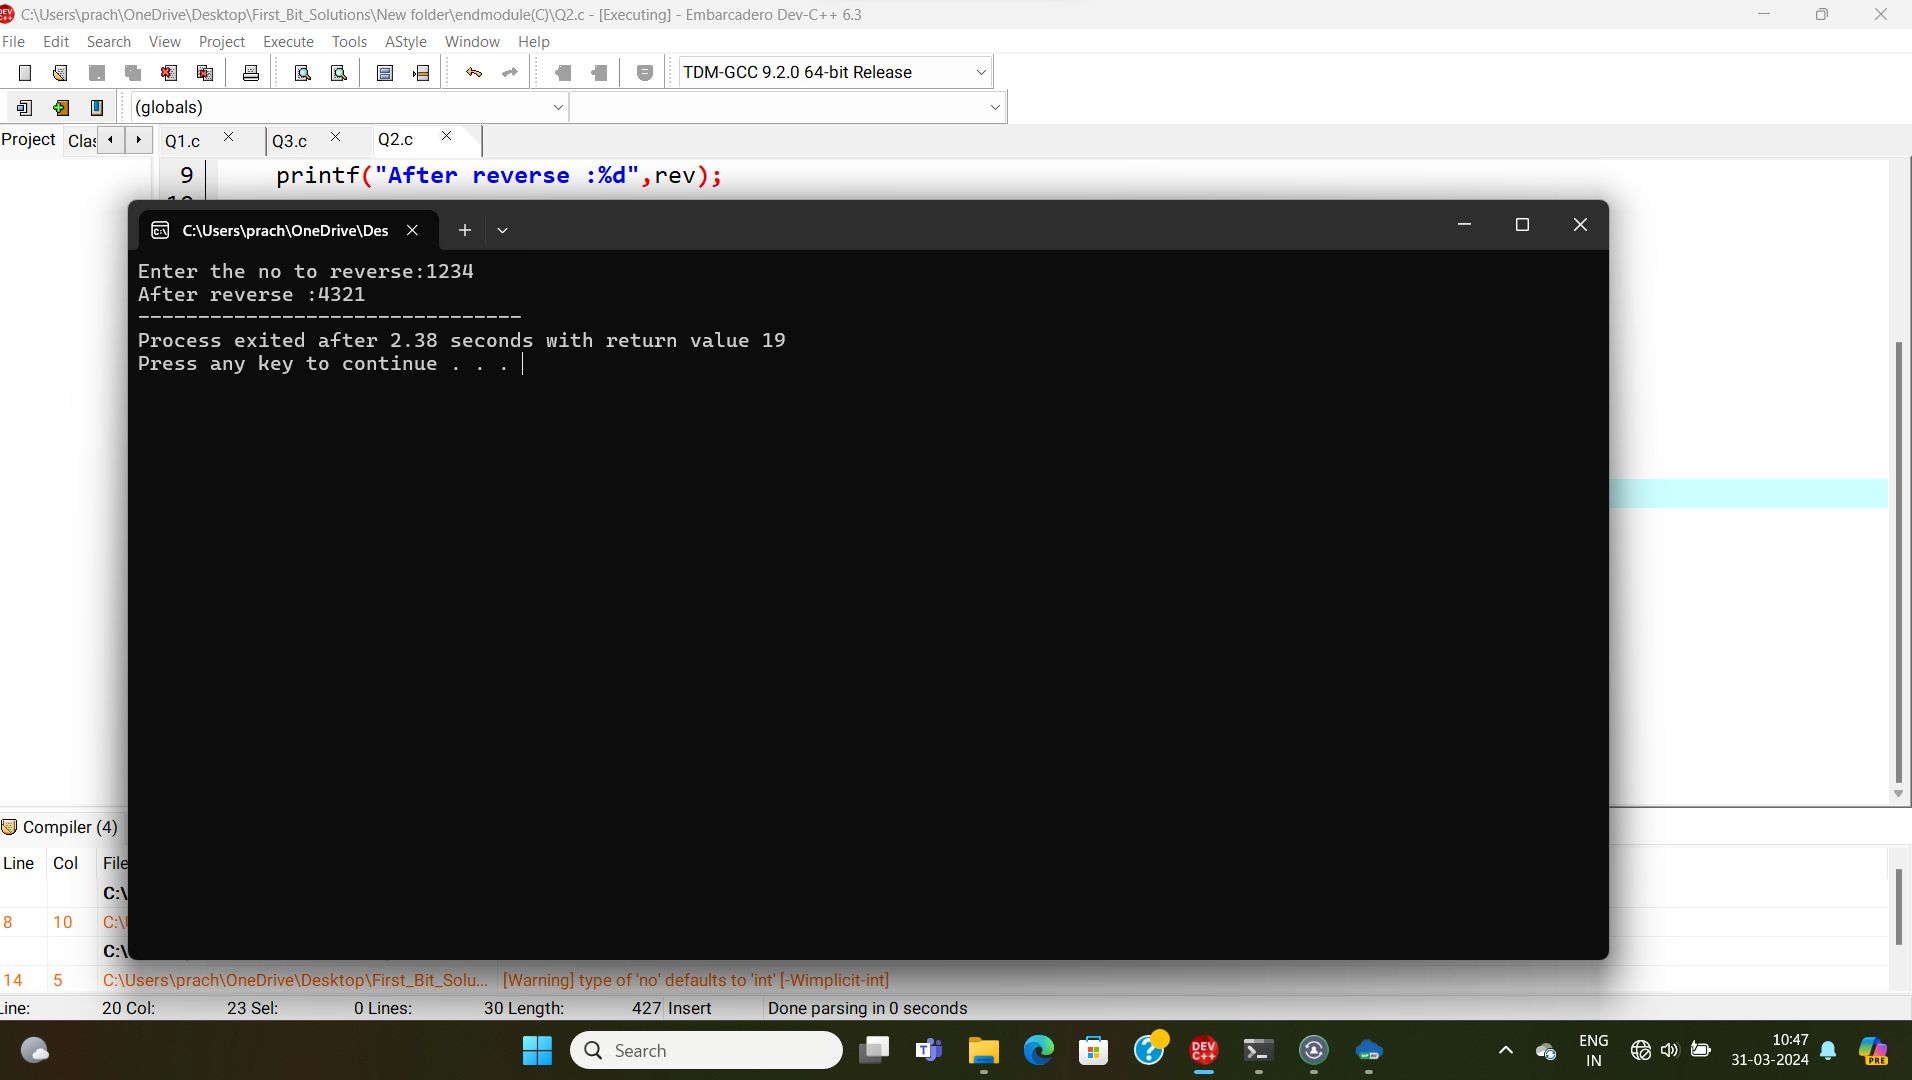 C:\Users\prach\OneDrive\Desktop\First_Bit_Solutions\New folder\endmodule(C)\Q2.c - [Executing] - Embarcadero Dev-C++ 6.3
File Edit Search View Project Execute Tools AStyle Window Help
TDM-GCC 9.2.0 64-bit Release
(globals)
Project Clas Q1.c Q3.c Q2.c
9 printf("After reverse :%d",rev);
C:\Users\prach\OneDrive\Des
Enter the no to reverse:1234
After reverse :4321
--------------------------------
Process exited after 2.38 seconds with return value 19
Press any key to continue . . .
Compiler (4)
Line Col File
C:\
8 10 C:\
C:\
14 5 C:\Users\prach\OneDrive\Desktop\First_Bit_Solu... [Warning] type of 'no' defaults to 'int' [-Wimplicit-int]
Line: 20 Col: 23 Sel: 0 Lines: 30 Length: 427 Insert Done parsing in 0 seconds
Search
DEV C++
ENG
IN
10:47
31-03-2024
PRE